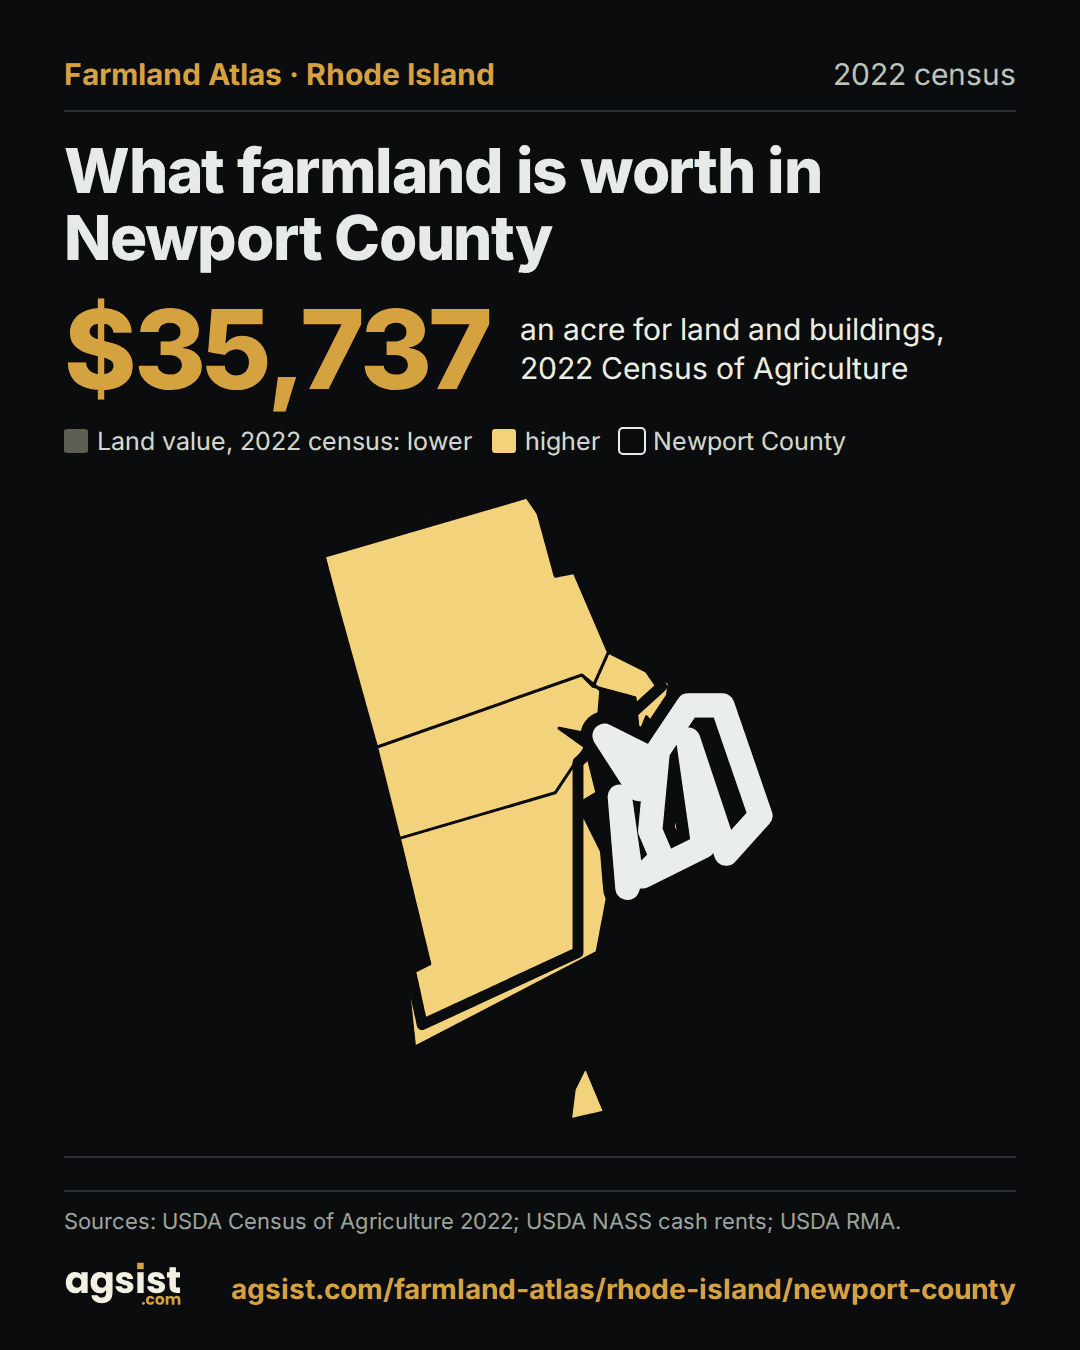 Farmland Atlas · Rhode Island
2022 census
What farmland is worth in
Newport County
$35,737
an acre for land and buildings,
2022 Census of Agriculture
Land value, 2022 census: lower
higher
Newport County
Sources: USDA Census of Agriculture 2022; USDA NASS cash rents; USDA RMA.
agsist
.com
agsist.com/farmland-atlas/rhode-island/newport-county